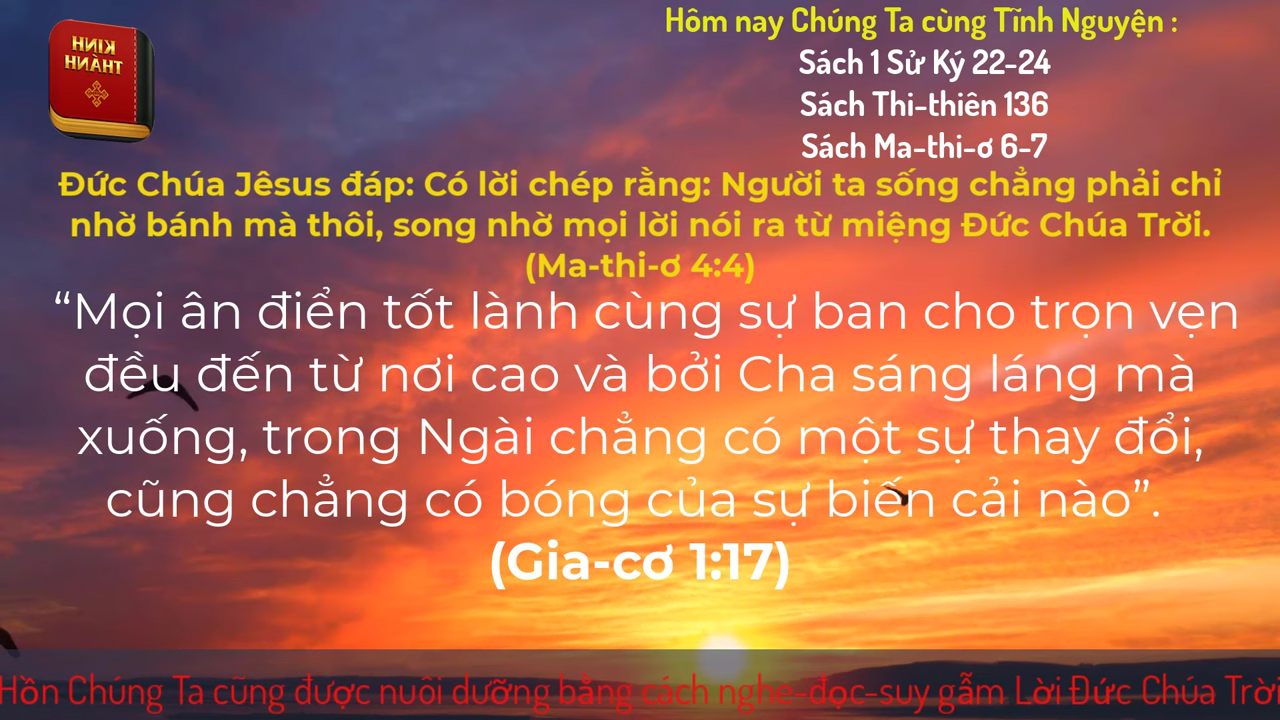 KINH
THÁNH
Hôm nay Chúng Ta cùng Tĩnh Nguyện :
Sách 1 Sử Ký 22-24
Sách Thi-thiên 136
Sách Ma-thi-ơ 6-7
Đức Chúa Jêsus đáp: Có lời chép rằng: Người ta sống chẳng phải chỉ
nhờ bánh mà thôi, song nhờ mọi lời nói ra từ miệng Đức Chúa Trời.
(Ma-thi-ơ 4:4)
“Mọi ân điển tốt lành cùng sự ban cho trọn vẹn
đều đến từ nơi cao và bởi Cha sáng láng mà
xuống, trong Ngài chẳng có một sự thay đổi,
cũng chẳng có bóng của sự biến cải nào”.
(Gia-cơ 1:17)
Hồn Chúng Ta cũng được nuôi dưỡng bằng cách nghe-đọc-suy gẫm Lời Đức Chúa Trời